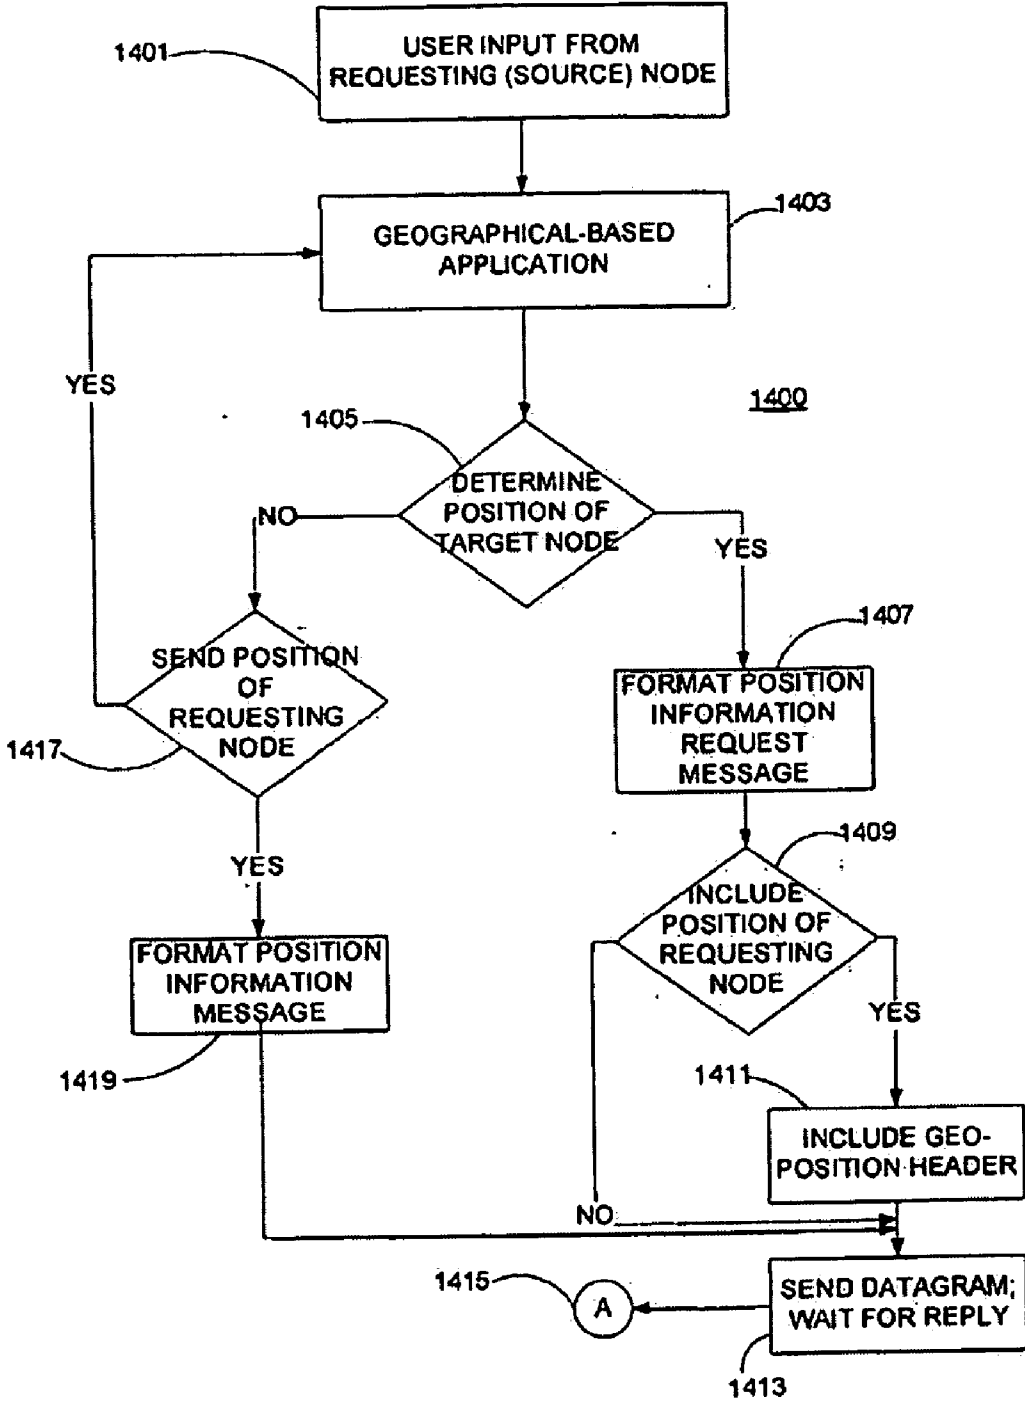 1401
USER INPUT FROM
REQUESTING (SOURCE) NODE
1403
GEOGRAPHICAL-BASED
APPLICATION
YES
1400
1405
DETERMINE
POSITION OF
TARGET NODE
NO
YES
1407
SEND POSITION
OF
REQUESTING
NODE
1417
FORMAT POSITION
INFORMATION
REQUEST
MESSAGE
1409
YES
INCLUDE
POSITION OF
REQUESTING
NODE
FORMAT POSITION
INFORMATION
MESSAGE
YES
1419
1411
INCLUDE GEO-
POSITION HEADER
NO
1415
A
SEND DATAGRAM;
WAIT FOR REPLY
1413